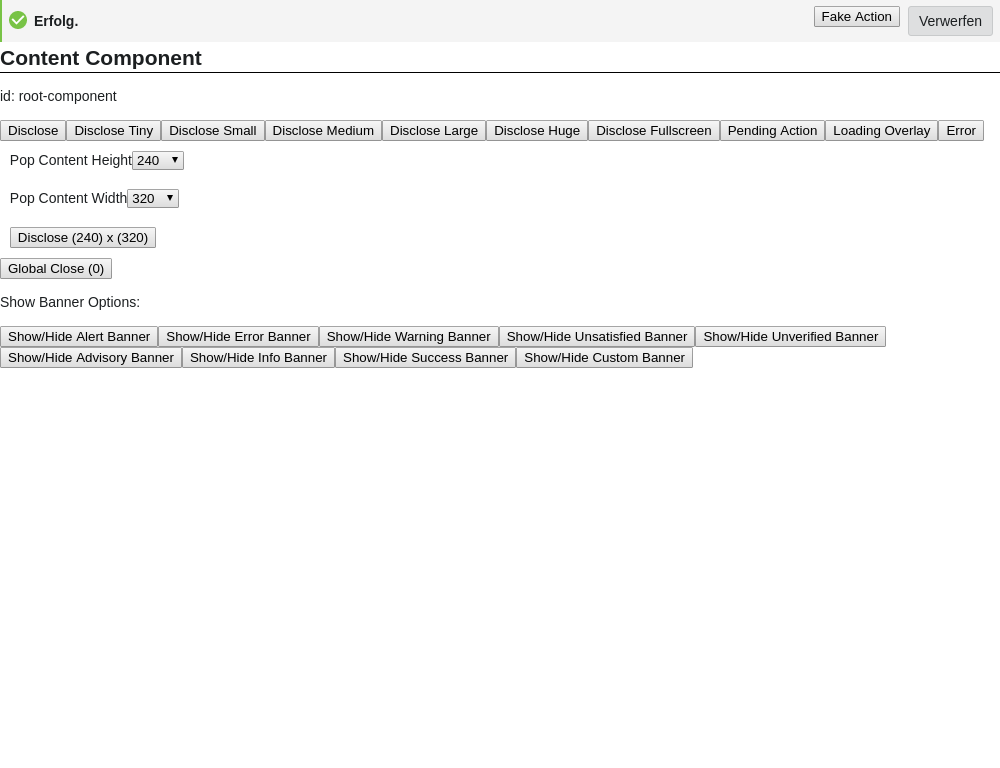 Erfolg. Fake Action Verwerfen
Content Component
id: root-component
Disclose Disclose Tiny Disclose Small Disclose Medium Disclose Large Disclose Huge Disclose Fullscreen Pending Action Loading Overlay Error
Pop Content Height 240
Pop Content Width 320
Disclose (240) x (320)
Global Close (0)
Show Banner Options:
Show/Hide Alert Banner Show/Hide Error Banner Show/Hide Warning Banner Show/Hide Unsatisfied Banner Show/Hide Unverified Banner
Show/Hide Advisory Banner Show/Hide Info Banner Show/Hide Success Banner Show/Hide Custom Banner